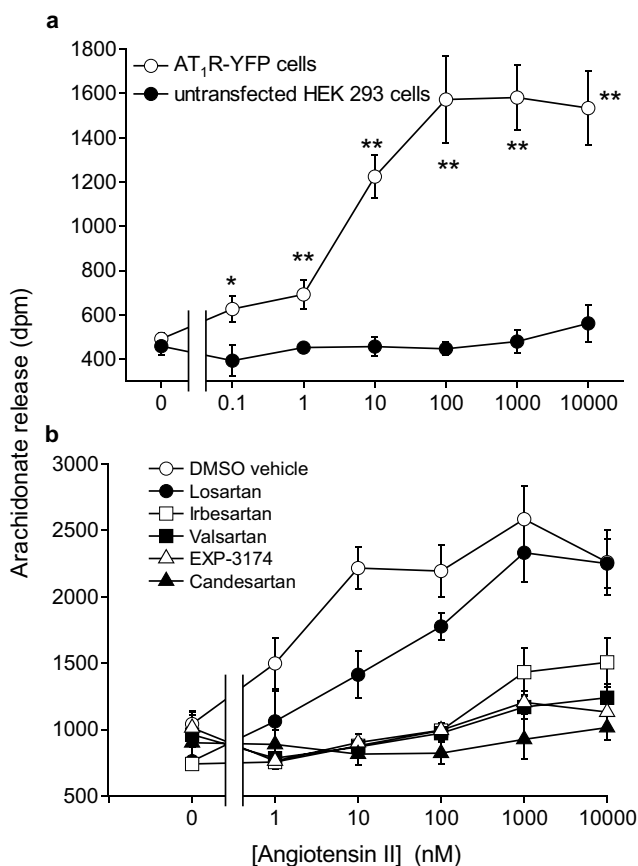 a
1800
1600
1400
1200
1000
800
600
400
AT₁R-YFP cells
untransfected HEK 293 cells
**
**
**
**
**
*
0 0.1 1 10 100 1000 10000
Arachidonate release (dpm)
b
3000
2500
2000
1500
1000
500
DMSO vehicle
Losartan
Irbesartan
Valsartan
EXP-3174
Candesartan
0 1 10 100 1000 10000
[Angiotensin II] (nM)